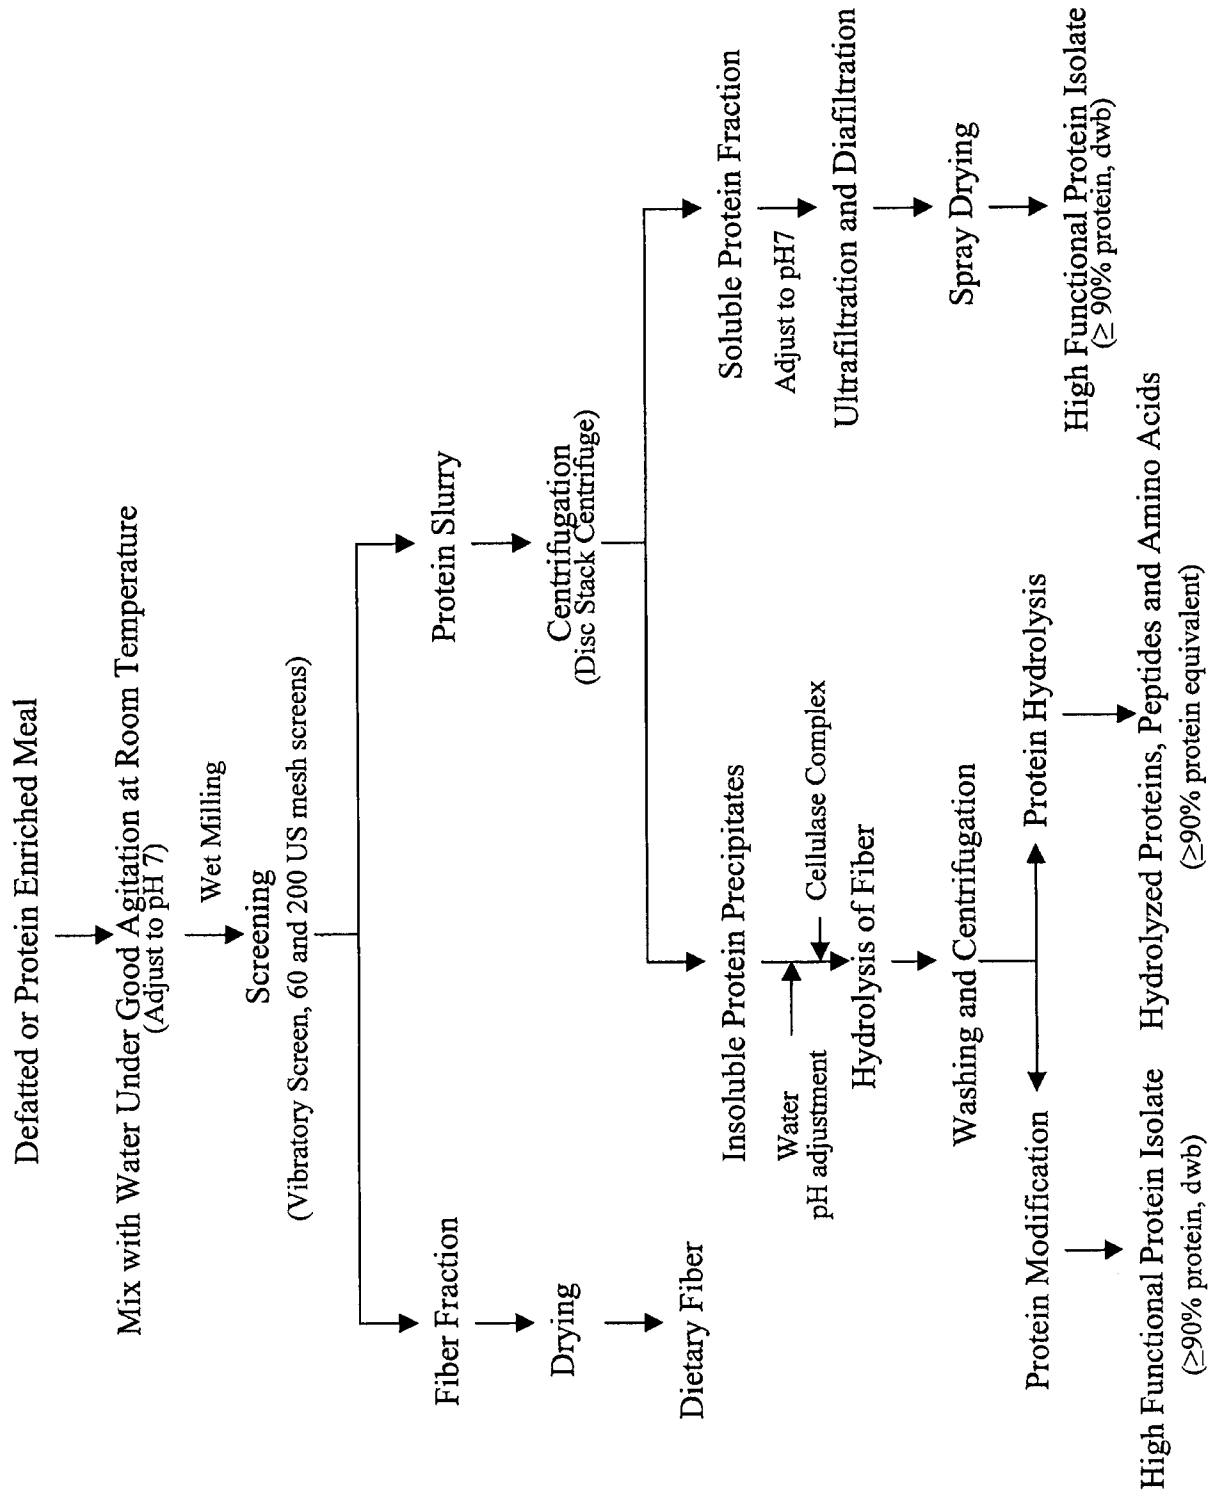 Defatted or Protein Enriched Meal
Mix with Water Under Good Agitation at Room Temperature
(Adjust to pH 7)
Wet Milling
Screening
(Vibratory Screen, 60 and 200 US mesh screens)
Fiber Fraction
Drying
Dietary Fiber
Protein Slurry
Centrifugation
(Disc Stack Centrifuge)
Insoluble Protein Precipitates
Water
pH adjustment
Cellulase Complex
Hydrolysis of Fiber
Washing and Centrifugation
Protein Modification
High Functional Protein Isolate
(≥90% protein, dwb)
Protein Hydrolysis
Hydrolyzed Proteins, Peptides and Amino Acids
(≥90% protein equivalent)
Soluble Protein Fraction
Adjust to pH7
Ultrafiltration and Diafiltration
Spray Drying
High Functional Protein Isolate
(≥ 90% protein, dwb)